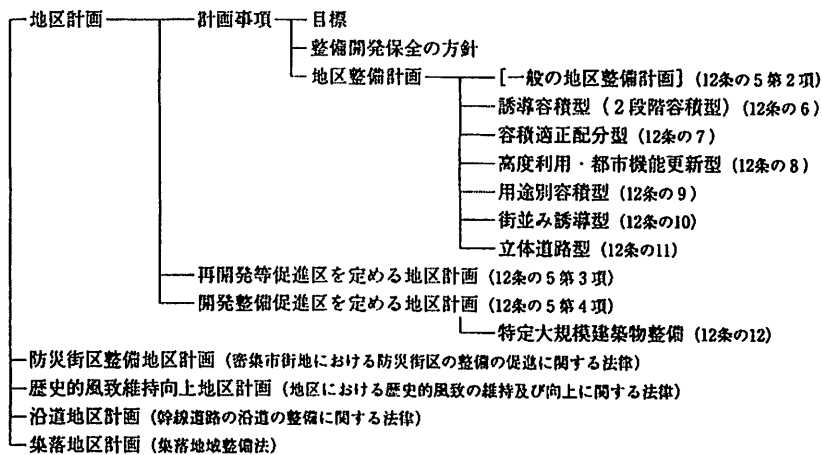 地区計画 計画事項 目標
整備開発保全の方針
地区整備計画 [一般の地区整備計画] (12条の5第2項)
誘導容積型 (2段階容積型) (12条の6)
容積適正配分型 (12条の7)
高度利用・都市機能更新型 (12条の8)
用途別容積型 (12条の9)
街並み誘導型 (12条の10)
立体道路型 (12条の11)
再開発等促進区を定める地区計画 (12条の5第3項)
開発整備促進区を定める地区計画 (12条の5第4項)
特定大規模建築物整備 (12条の12)
防災街区整備地区計画 (密集市街地における防災街区の整備の促進に関する法律)
歴史的風致維持向上地区計画 (地区における歴史的風致の維持及び向上に関する法律)
沿道地区計画 (幹線道路の沿道の整備に関する法律)
集落地区計画 (集落地域整備法)